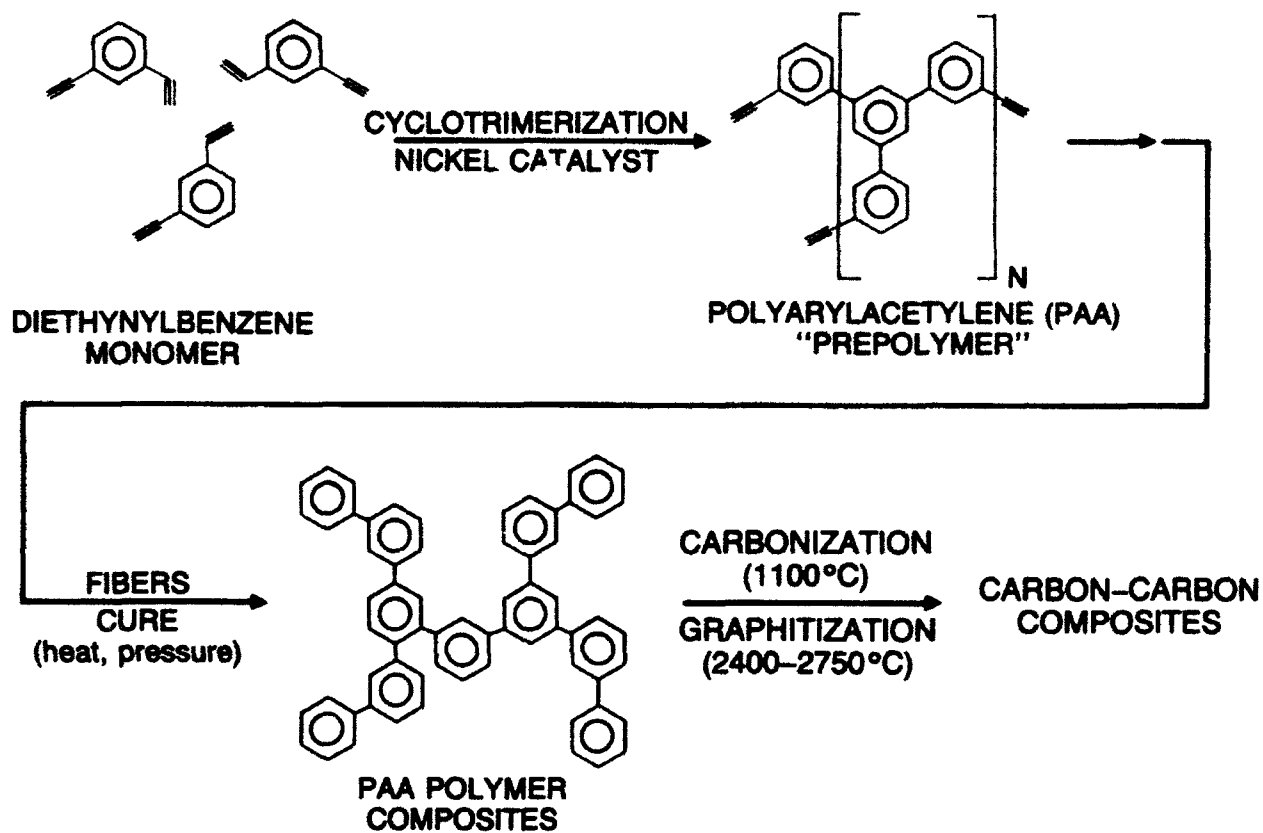 CYCLOTRIMERIZATION
NICKEL CATALYST
N
DIETHYNYLBENZENE
MONOMER
POLYARYLACETYLENE (PAA)
"PREPOLYMER"
FIBERS
CURE
(heat, pressure)
CARBONIZATION
(1100°C)
GRAPHITIZATION
(2400–2750°C)
CARBON–CARBON
COMPOSITES
PAA POLYMER
COMPOSITES